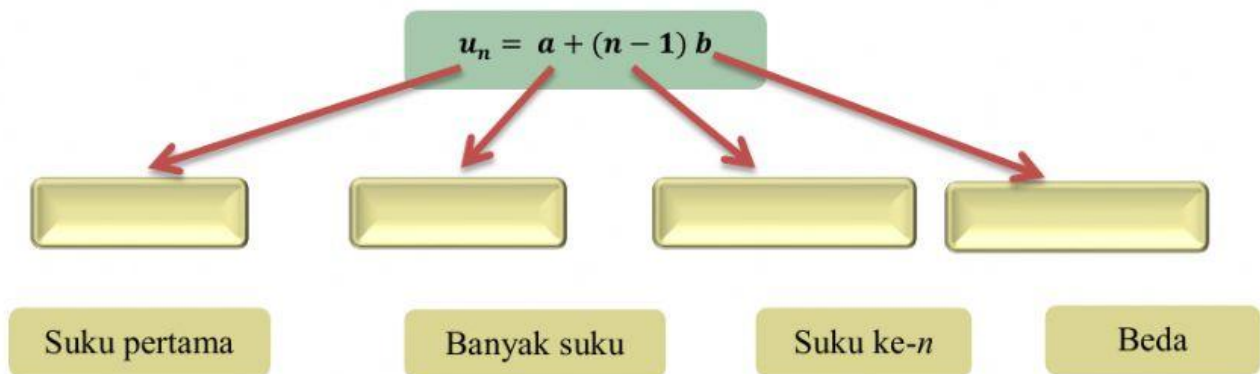 uₙ = a + (n − 1) b
Suku pertama
Banyak suku
Suku ke-n
Beda